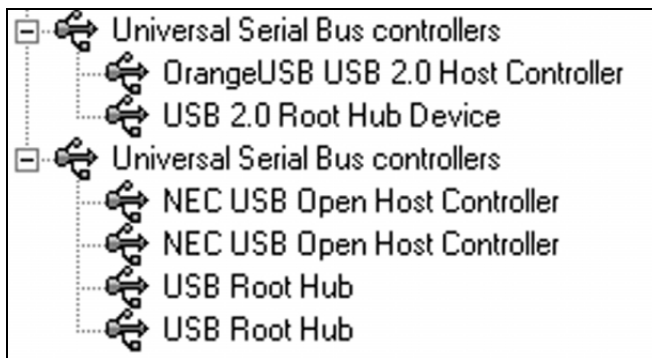 Universal Serial Bus controllers
OrangeUSB USB 2.0 Host Controller
USB 2.0 Root Hub Device
Universal Serial Bus controllers
NEC USB Open Host Controller
NEC USB Open Host Controller
USB Root Hub
USB Root Hub